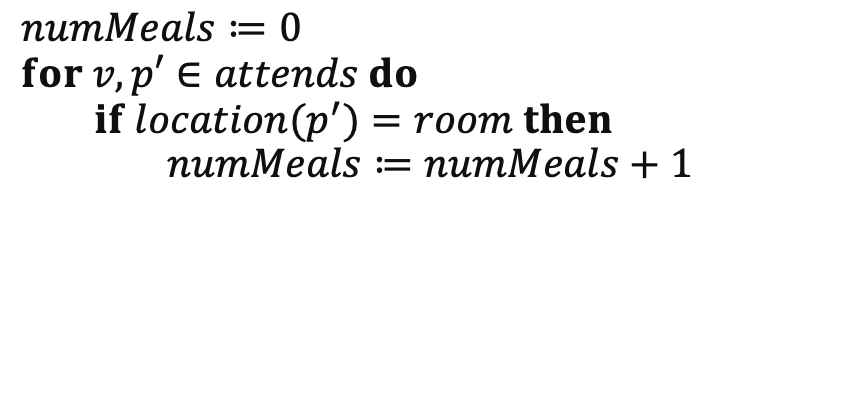 numMeals ≔ 0
for v, p′ ∈ attends do
if location(p′) = room then
numMeals ≔ numMeals + 1